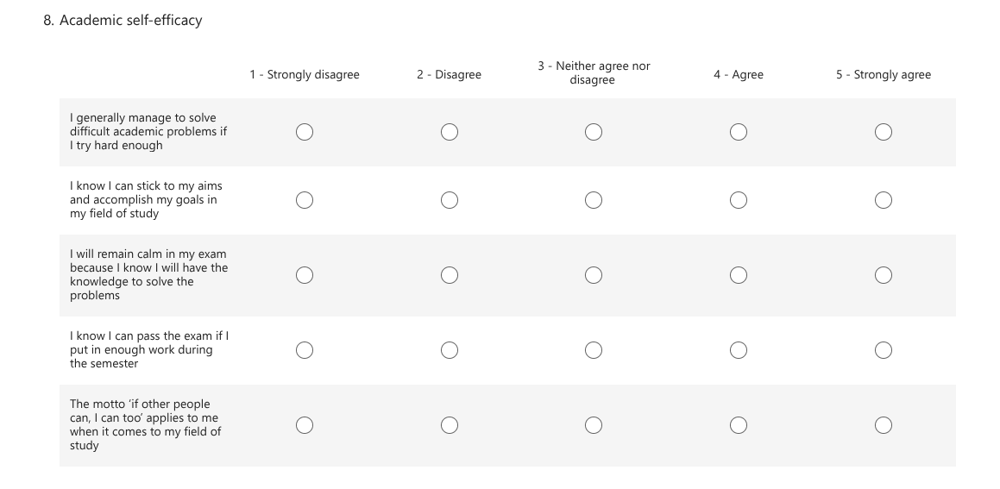 8. Academic self-efficacy
1 - Strongly disagree
2 - Disagree
3 - Neither agree nor
disagree
4 - Agree
5 - Strongly agree
I generally manage to solve
difficult academic problems if
I try hard enough
I know I can stick to my aims
and accomplish my goals in
my field of study
I will remain calm in my exam
because I know I will have the
knowledge to solve the
problems
I know I can pass the exam if I
put in enough work during
the semester
The motto ‘if other people
can, I can too’ applies to me
when it comes to my field of
study